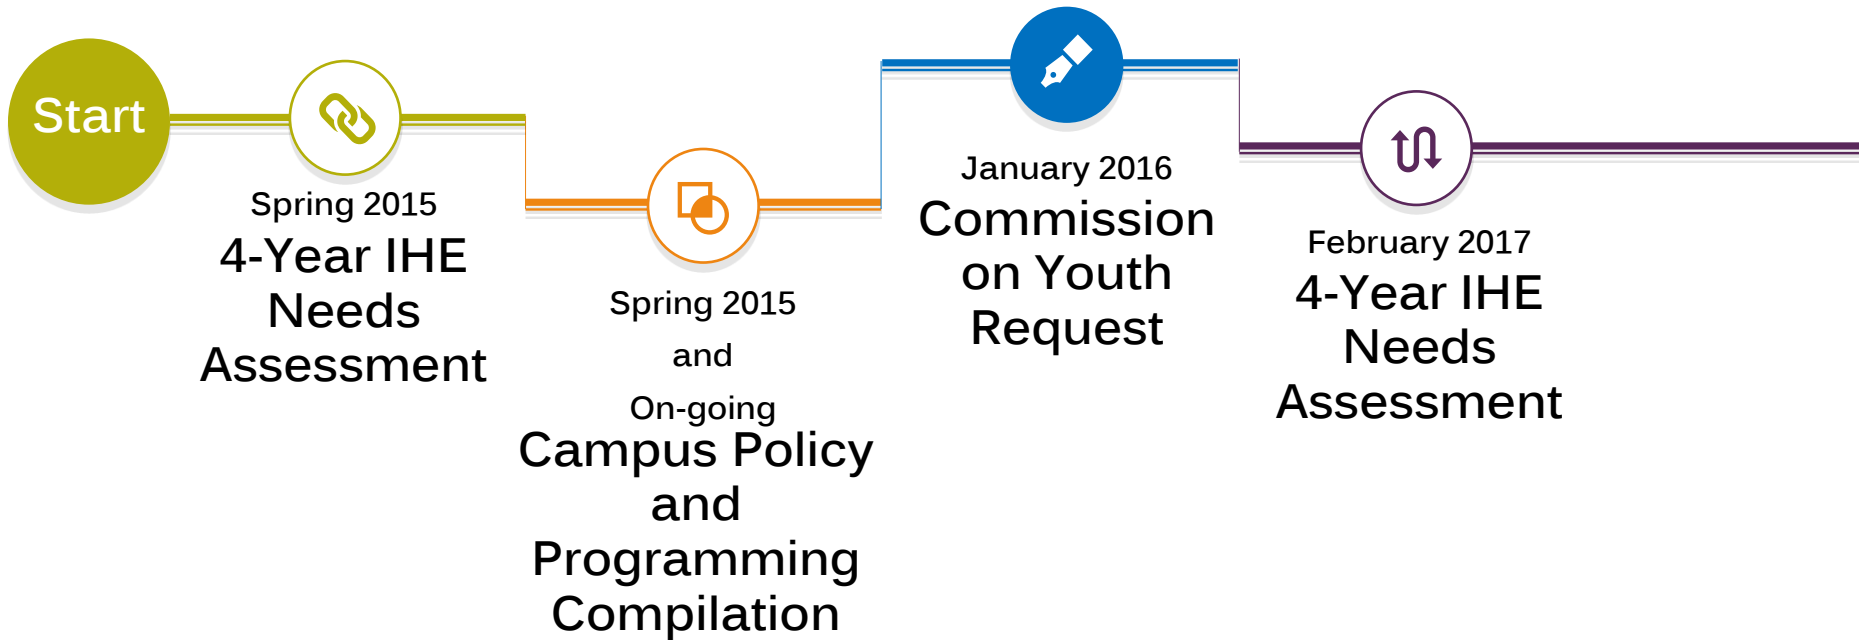 Start
Spring 2015
4-Year IHE
Needs
Assessment
Spring 2015
and
On-going
Campus Policy
and
Programming
Compilation
January 2016
Commission
on Youth
Request
February 2017
4-Year IHE
Needs
Assessment